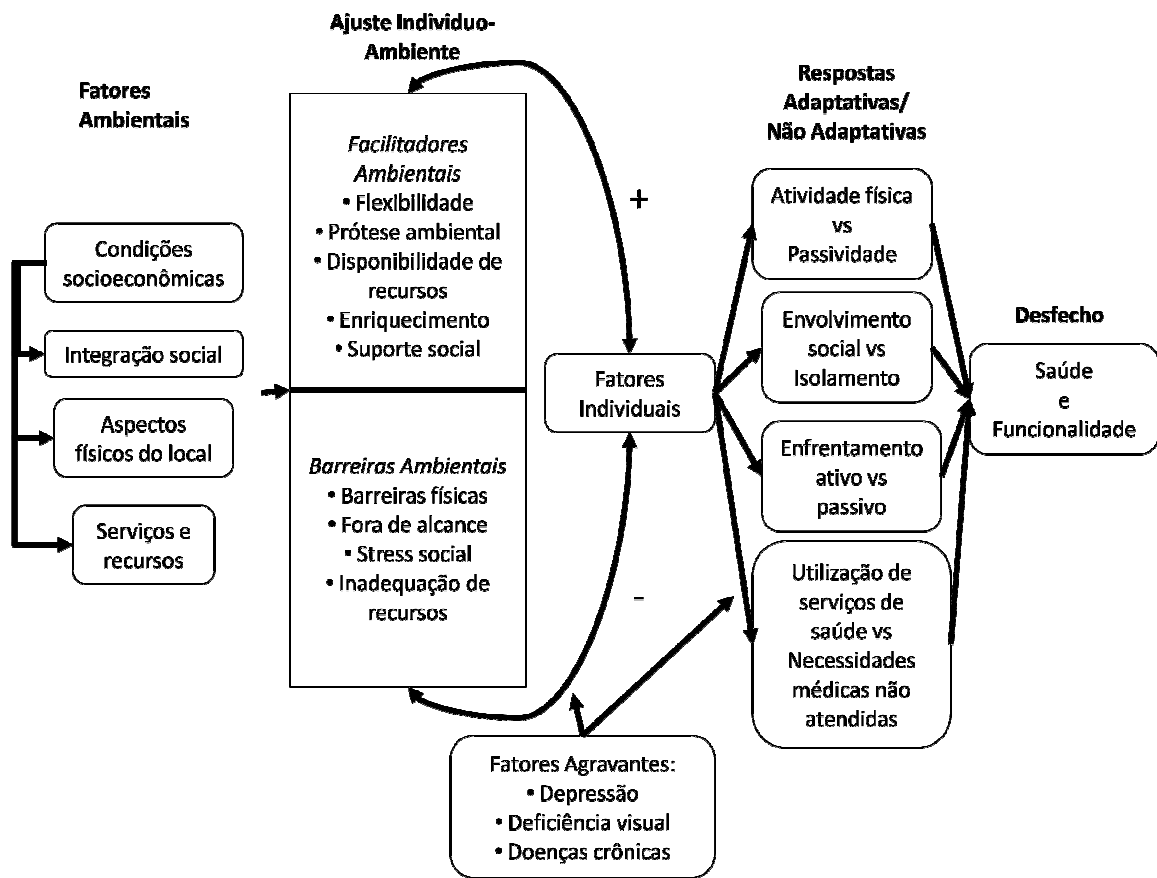 Fatores
Ambientais
Condições
socioeconômicas
Integração social
Aspectos
físicos do local
Serviços e
recursos
Ajuste Individuo-
Ambiente
Facilitadores
Ambientais
• Flexibilidade
• Prótese ambiental
• Disponibilidade de
recursos
• Enriquecimento
• Suporte social
Barreiras Ambientais
• Barreiras físicas
• Fora de alcance
• Stress social
• Inadequação de
recursos
+
-
Fatores
Individuais
Fatores Agravantes:
• Depressão
• Deficiência visual
• Doenças crônicas
Respostas
Adaptativas/
Não Adaptativas
Atividade física
vs
Passividade
Envolvimento
social vs
Isolamento
Enfrentamento
ativo vs
passivo
Utilização de
serviços de
saúde vs
Necessidades
médicas não
atendidas
Desfecho
Saúde
e
Funcionalidade